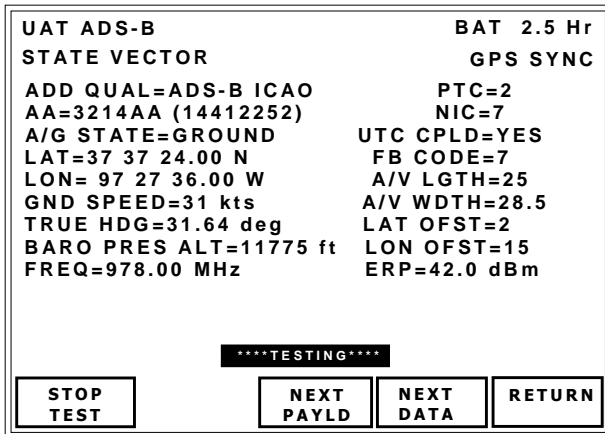 UAT ADS-B BAT 2.5 Hr
STATE VECTOR GPS SYNC
ADD QUAL=ADS-B ICAO PTC=2
AA=3214AA (14412252) NIC=7
A/G STATE=GROUND UTC CPLD=YES
LAT=37 37 24.00 N FB CODE=7
LON= 97 27 36.00 W A/V LGTH=25
GND SPEED=31 kts A/V WDTH=28.5
TRUE HDG=31.64 deg LAT OFST=2
BARO PRES ALT=11775 ft LON OFST=15
FREQ=978.00 MHz ERP=42.0 dBm
****TESTING****
STOP TEST
NEXT PAYLD
NEXT DATA
RETURN